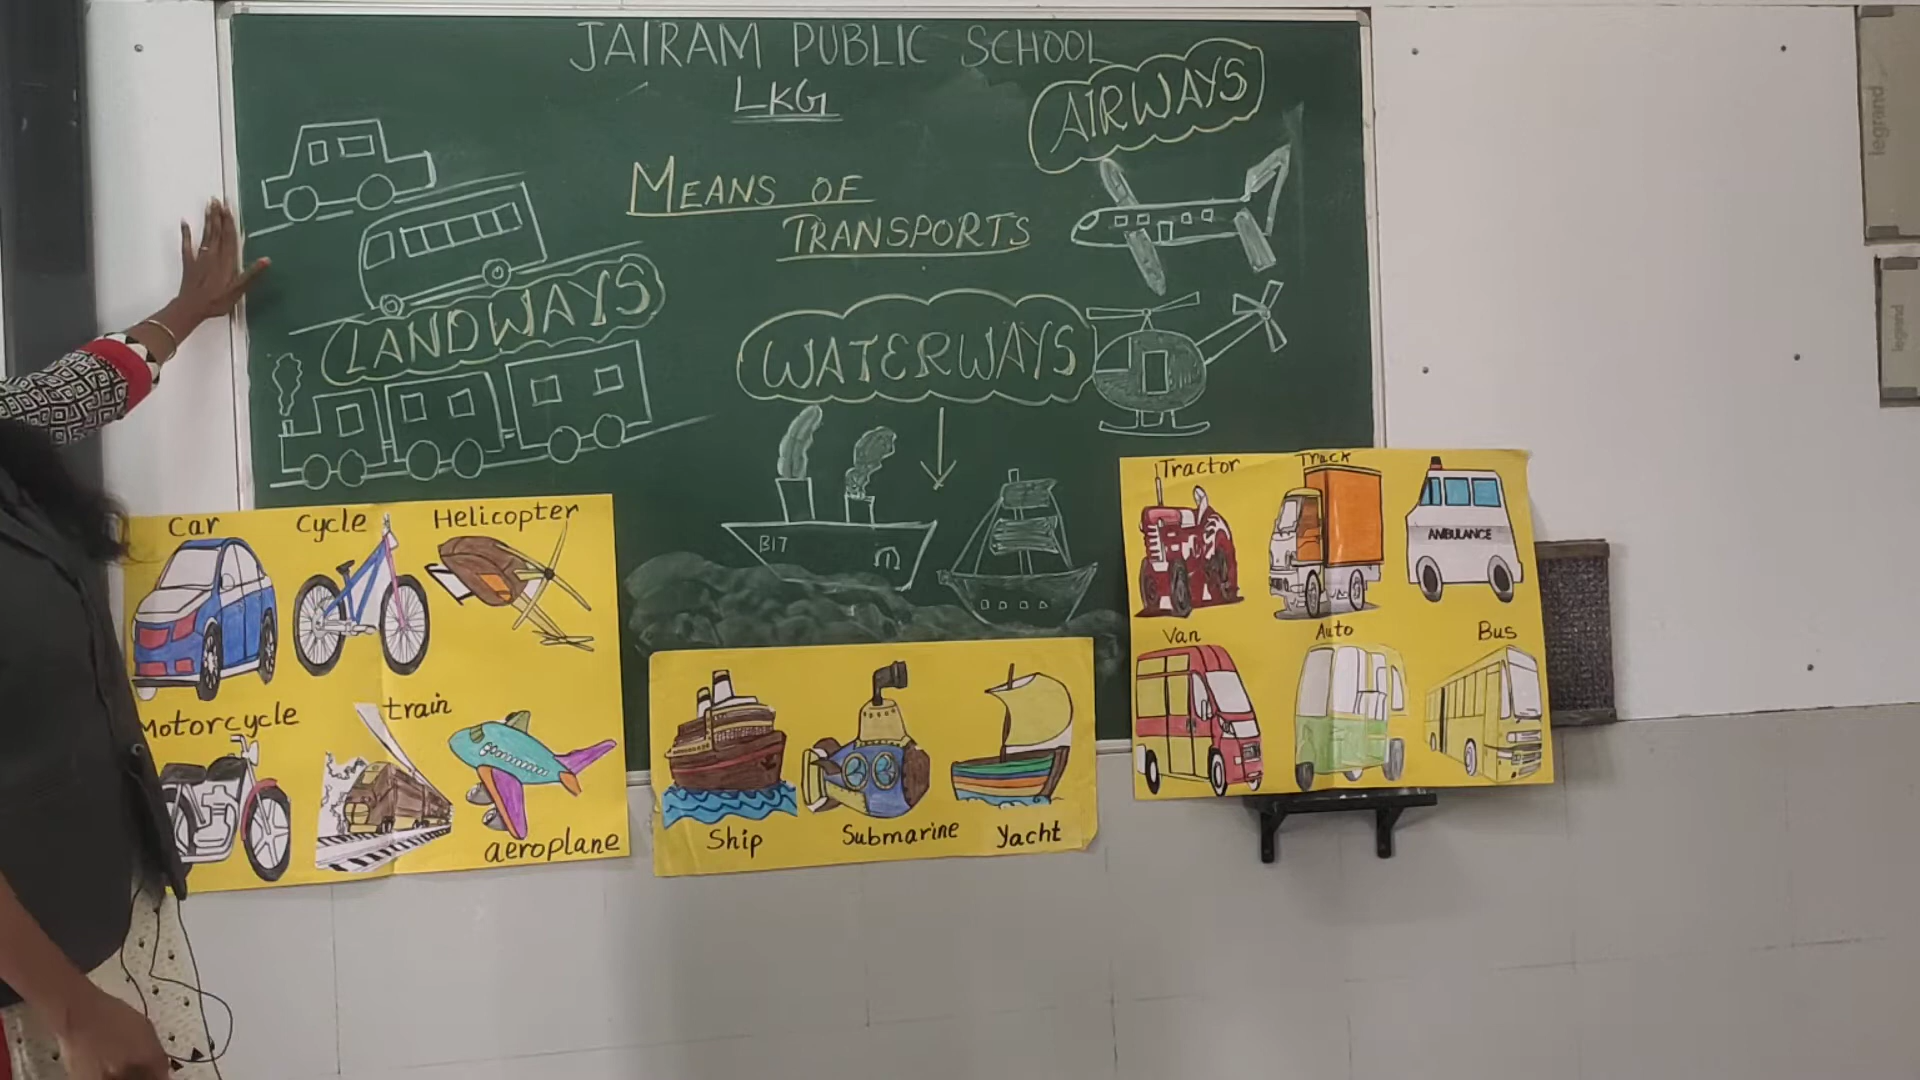 JAIRAM PUBLIC SCHOOL
LKG
AIRWAYS
MEANS OF
TRANSPORTS
LANDWAYS
WATERWAYS
B17
Car Cycle Helicopter
Motorcycle train
aeroplane
Ship Submarine Yacht
Tractor Truck
AMBULANCE
Van Auto Bus
legrand
legrand